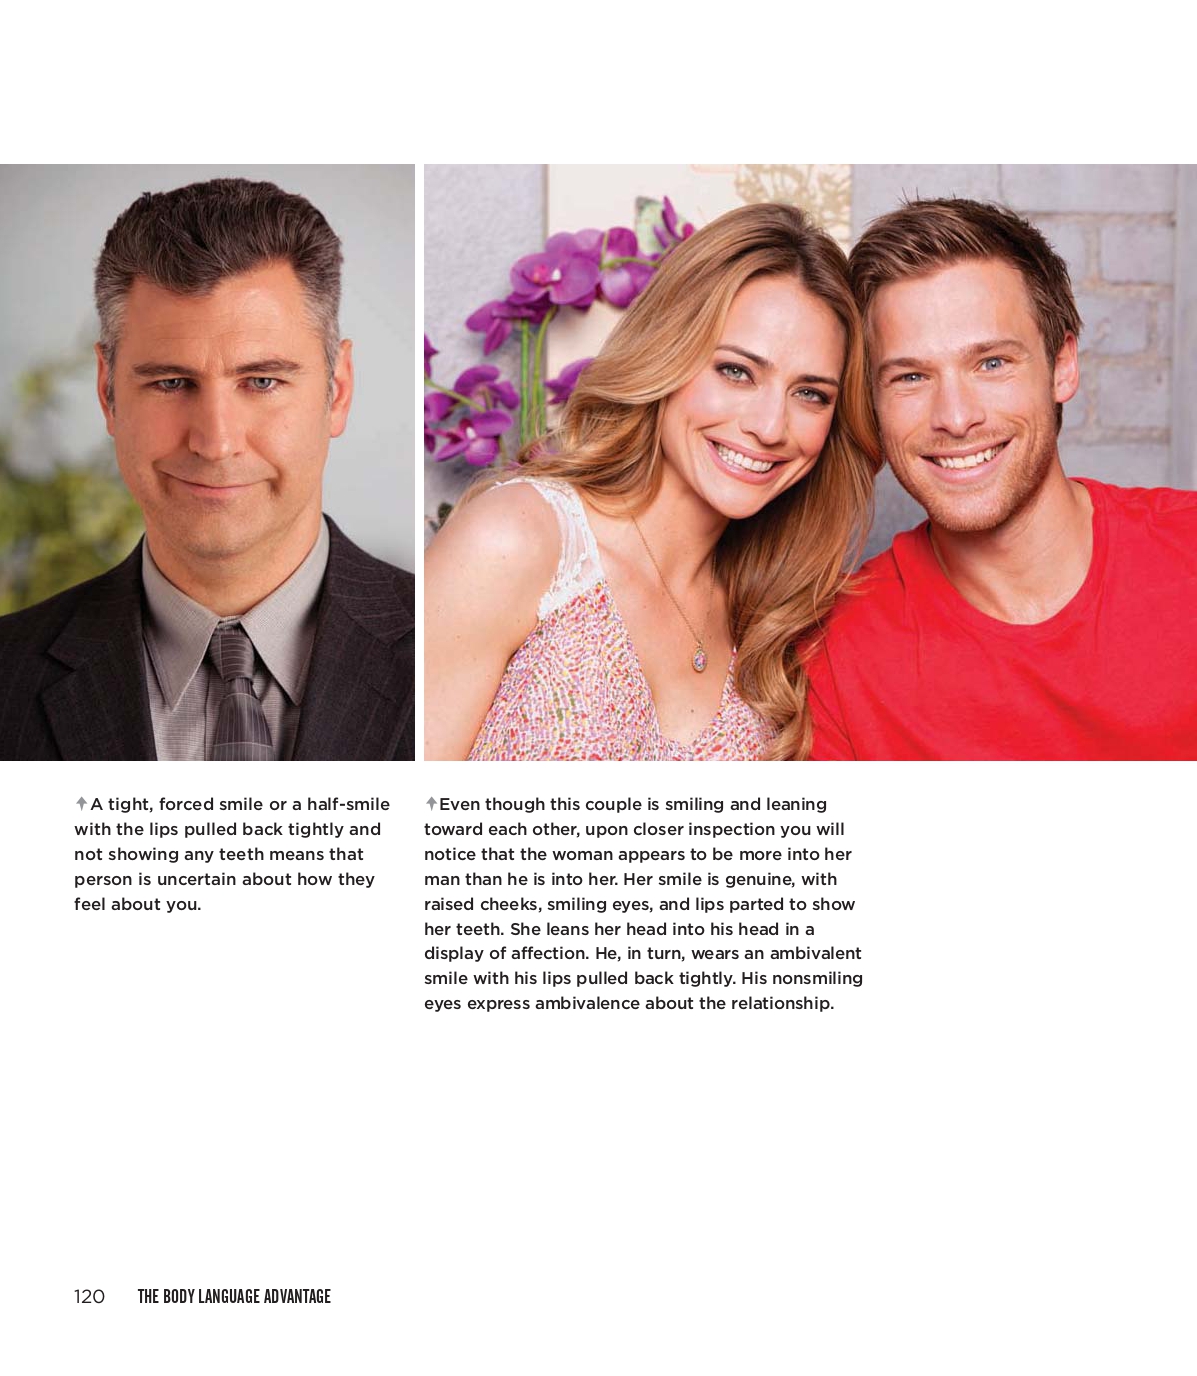 A tight, forced smile or a half-smile
with the lips pulled back tightly and
not showing any teeth means that
person is uncertain about how they
feel about you.
Even though this couple is smiling and leaning
toward each other, upon closer inspection you will
notice that the woman appears to be more into her
man than he is into her. Her smile is genuine, with
raised cheeks, smiling eyes, and lips parted to show
her teeth. She leans her head into his head in a
display of affection. He, in turn, wears an ambivalent
smile with his lips pulled back tightly. His nonsmiling
eyes express ambivalence about the relationship.
120 THE BODY LANGUAGE ADVANTAGE